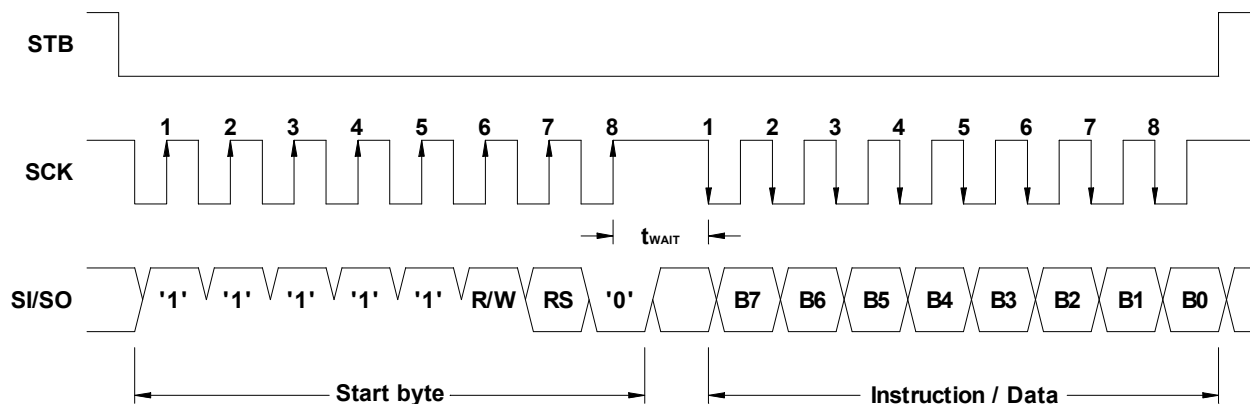 STB
1 2 3 4 5 6 7 8 1 2 3 4 5 6 7 8
SCK
tWAIT
SI/SO '1' '1' '1' '1' '1' R/W RS '0' B7 B6 B5 B4 B3 B2 B1 B0
Start byte Instruction / Data